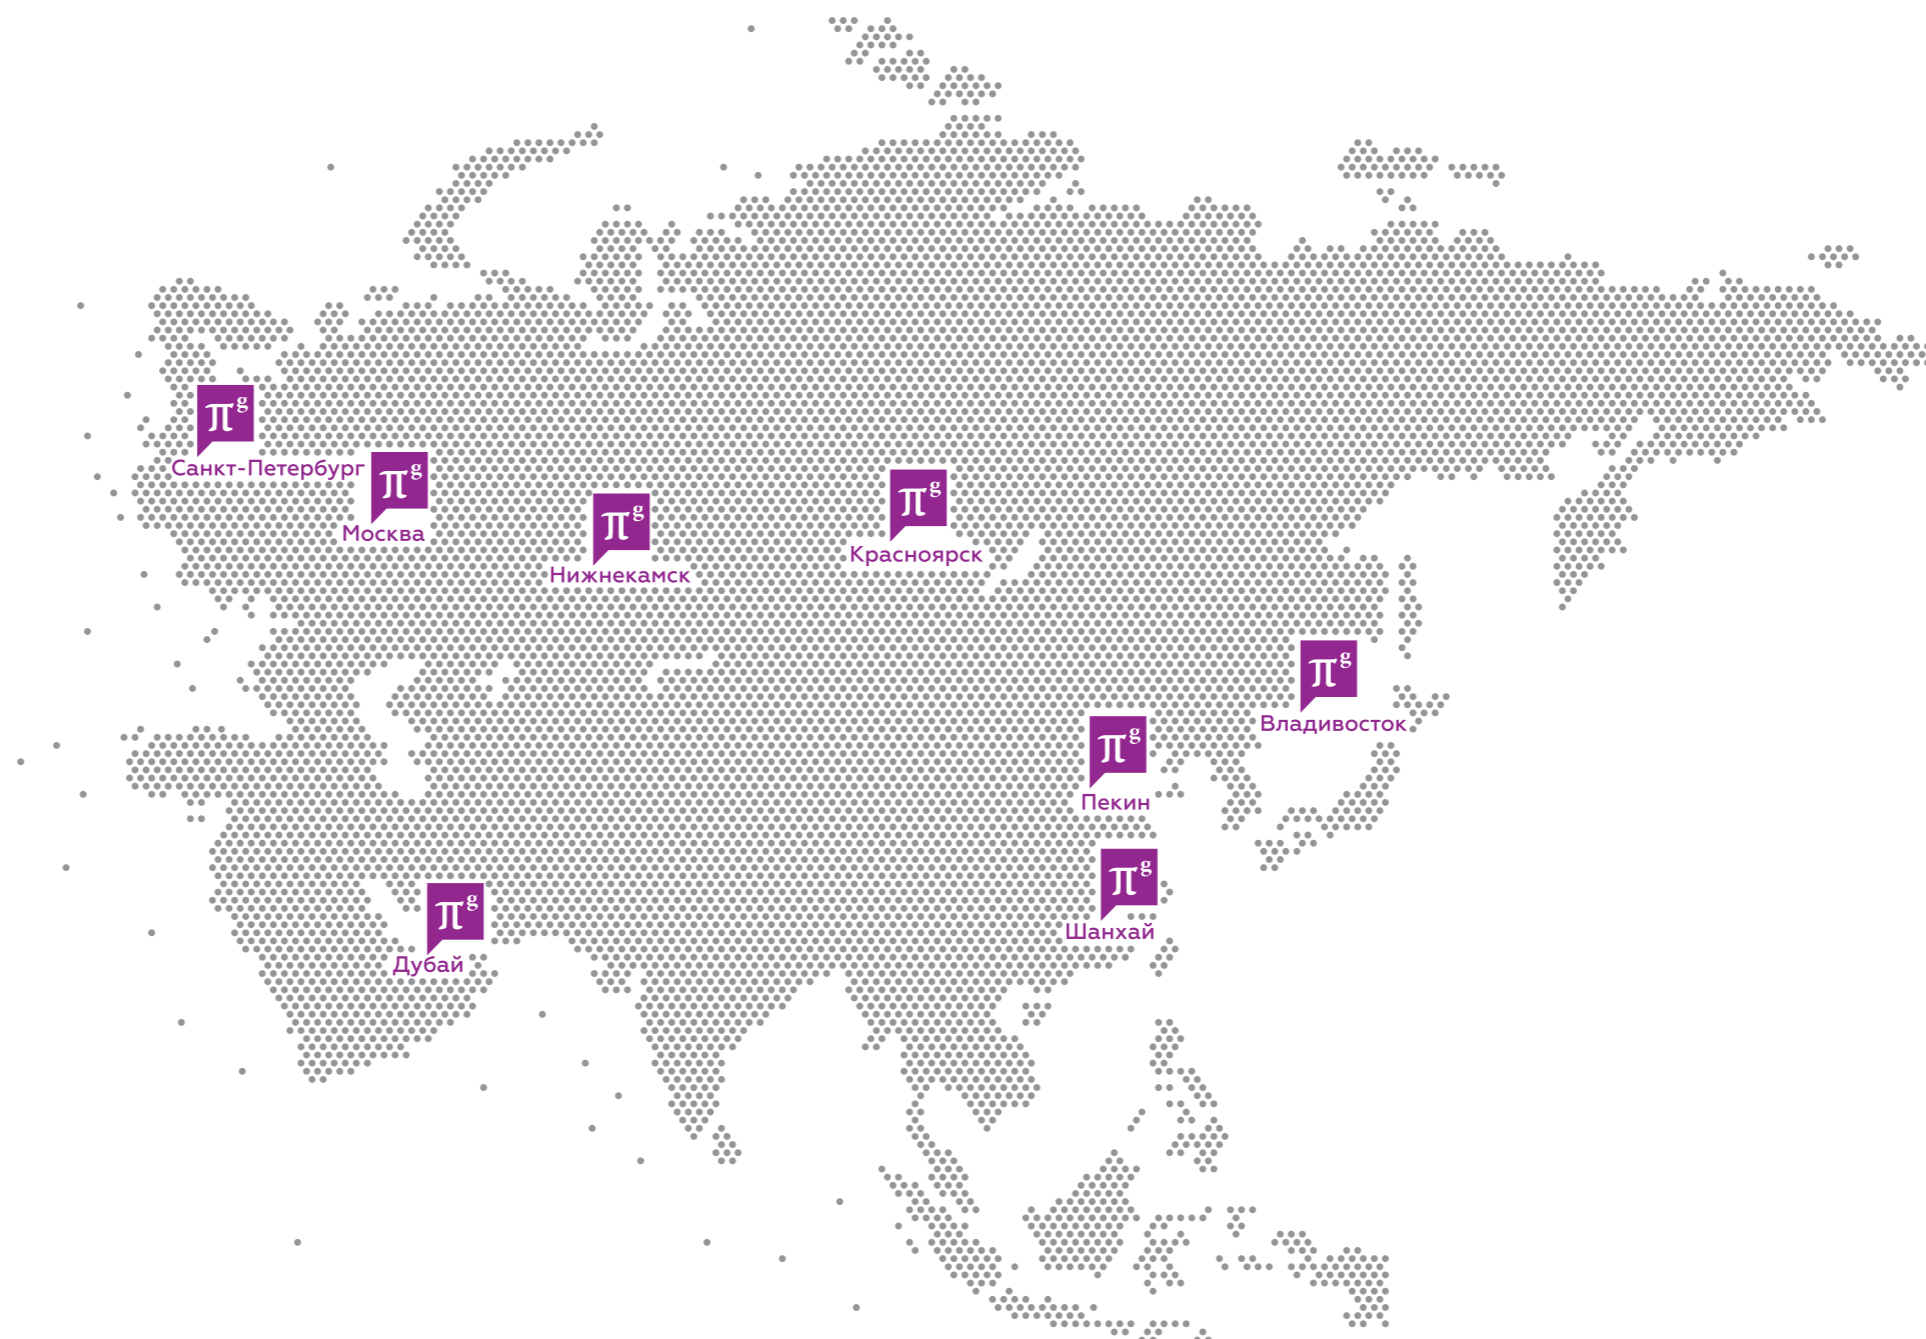 πg
Санкт-Петербург
πg
Москва
πg
Нижнекамск
πg
Красноярск
πg
Владивосток
πg
Пекин
πg
Шанхай
πg
Дубай